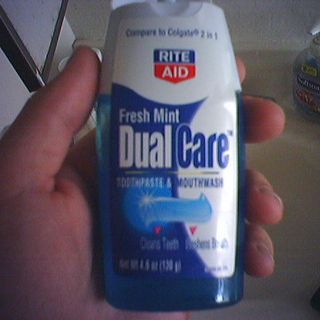 Compare to Colgate® 2 in 1
RITE
AID
Fresh Mint
DualCare™
TOOTHPASTE & MOUTHWASH
Cleans Teeth Freshens Breath
Net Wt 4.6 oz (130 g)